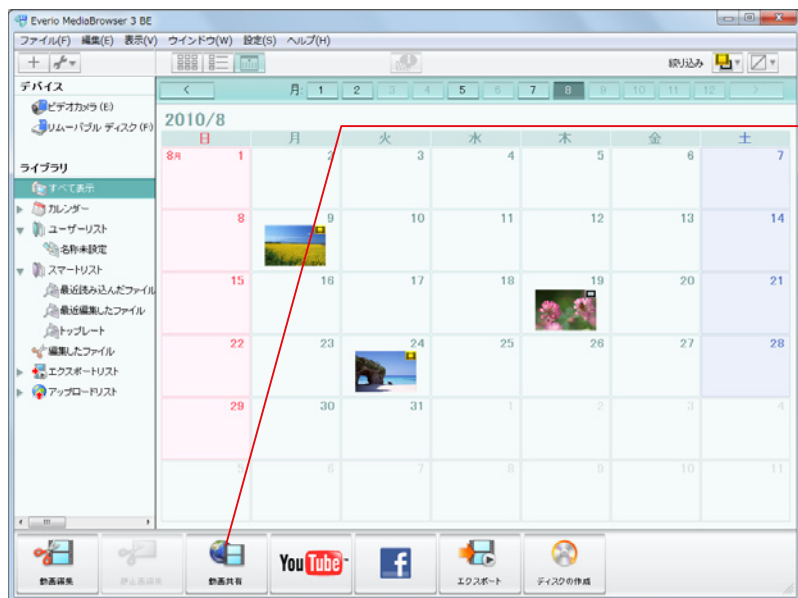 Everio MediaBrowser 3 BE
ファイル(F) 編集(E) 表示(V) ウインドウ(W) 設定(S) ヘルプ(H)
絞り込み
デバイス
ビデオカメラ (E)
リムーバブル ディスク (F)
ライブラリ
すべて表示
カレンダー
ユーザーリスト
名称未設定
スマートリスト
最近読み込んだファイル
最近編集したファイル
トップレート
編集したファイル
エクスポートリスト
アップロードリスト
< 月: 1 2 3 4 5 6 7 8 9 10 11 12 >
2010/8
日 月 火 水 木 金 土
8月 1 2 3 4 5 6 7
8 9 10 11 12 13 14
15 16 17 18 19 20 21
22 23 24 25 26 27 28
29 30 31 1 2 3 4
5 6 7 8 9 10 11
動画編集 静止画編集 動画共有 YouTube f エクスポート ディスクの作成